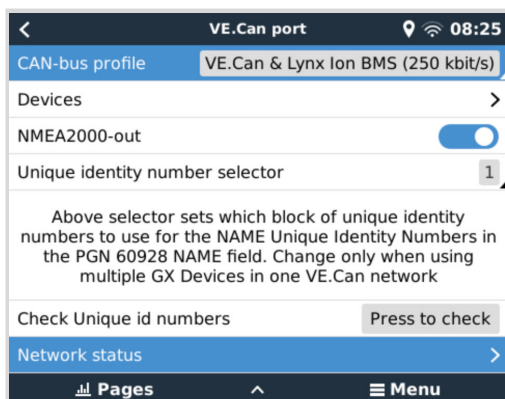 VE.Can port 08:25
CAN-bus profile VE.Can & Lynx Ion BMS (250 kbit/s)
Devices
NMEA2000-out
Unique identity number selector 1
Above selector sets which block of unique identity
numbers to use for the NAME Unique Identity Numbers in
the PGN 60928 NAME field. Change only when using
multiple GX Devices in one VE.Can network
Check Unique id numbers Press to check
Network status
Pages Menu